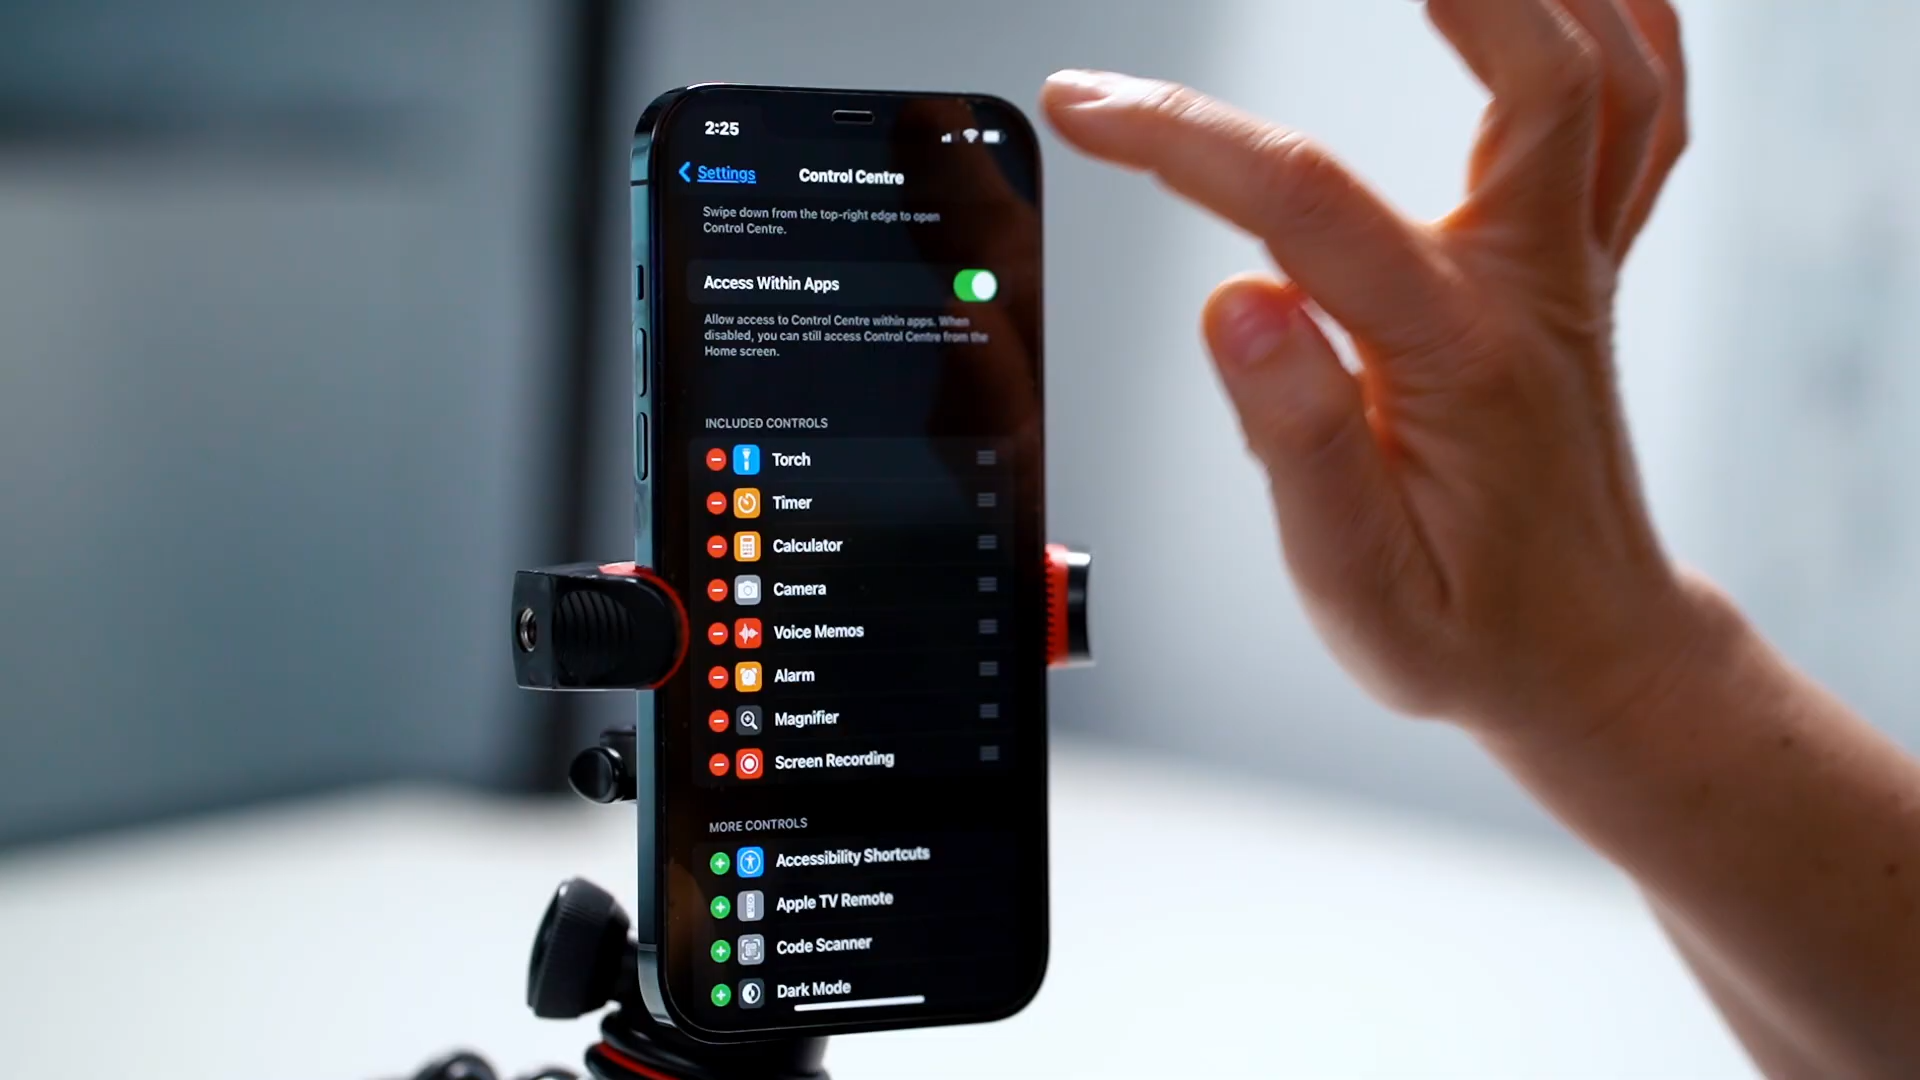 2:25
Settings
Control Centre
Swipe down from the top-right edge to open
Control Centre.
Access Within Apps
Allow access to Control Centre within apps. When
disabled, you can still access Control Centre from the
Home screen.
INCLUDED CONTROLS
Torch
Timer
Calculator
Camera
Voice Memos
Alarm
Magnifier
Screen Recording
MORE CONTROLS
Accessibility Shortcuts
Apple TV Remote
Code Scanner
Dark Mode